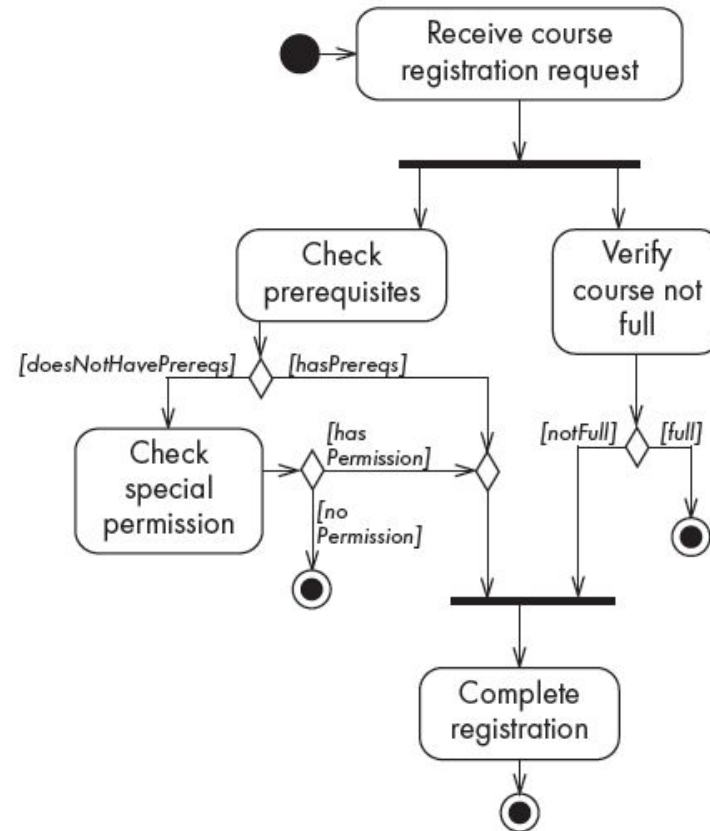 Receive course
registration request
Check
prerequisites
Verify
course not
full
[doesNotHavePrereqs]
[hasPrereqs]
[notFull]
[full]
Check
special
permission
[has
Permission]
[no
Permission]
Complete
registration